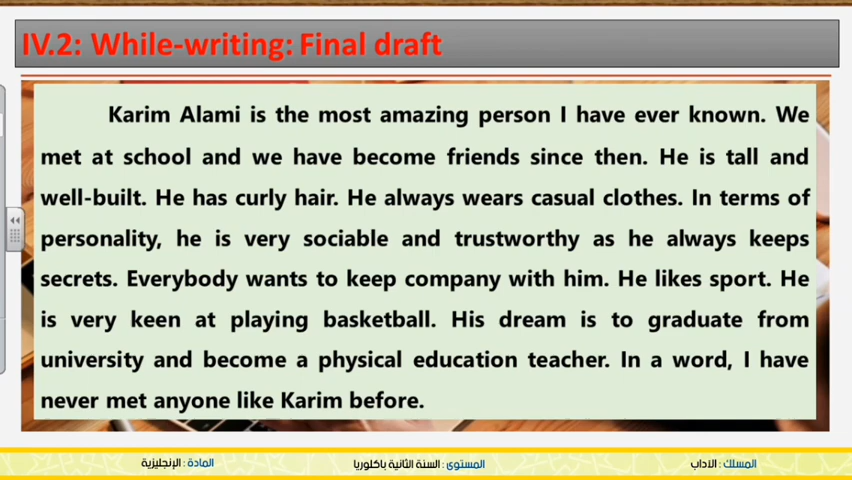 IV.2: While-writing: Final draft
Karim Alami is the most amazing person I have ever known. We
met at school and we have become friends since then. He is tall and
well-built. He has curly hair. He always wears casual clothes. In terms of
personality, he is very sociable and trustworthy as he always keeps
secrets. Everybody wants to keep company with him. He likes sport. He
is very keen at playing basketball. His dream is to graduate from
university and become a physical education teacher. In a word, I have
never met anyone like Karim before.
المسلك : الآداب
المستوى : السنة الثانية باكلوريا
المادة : الإنجليزية